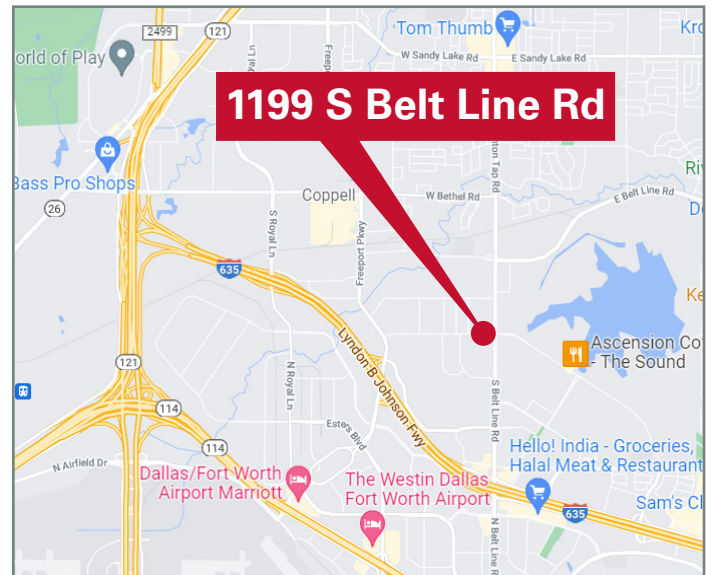 2499
121
Tom Thumb
Kro
orld of Play
W Sandy Lake Rd
E Sandy Lake Rd
1199 S Belt Line Rd
Bass Pro Shops
26
Coppell
W Bethel Rd
E Belt Line Rd
S Royal Ln
Freeport Pkwy
635
Lyndon B Johnson Fwy
Ascension Co
- The Sound
121
114
N Royal Ln
S Belt Line Rd
Esters Blvd
114
N Airfield Dr
Dallas/Fort Worth
Airport Marriott
The Westin Dallas
Fort Worth Airport
Hello! India - Groceries,
Halal Meat & Restaurant
Sam's Cl
635
N Belt Line R